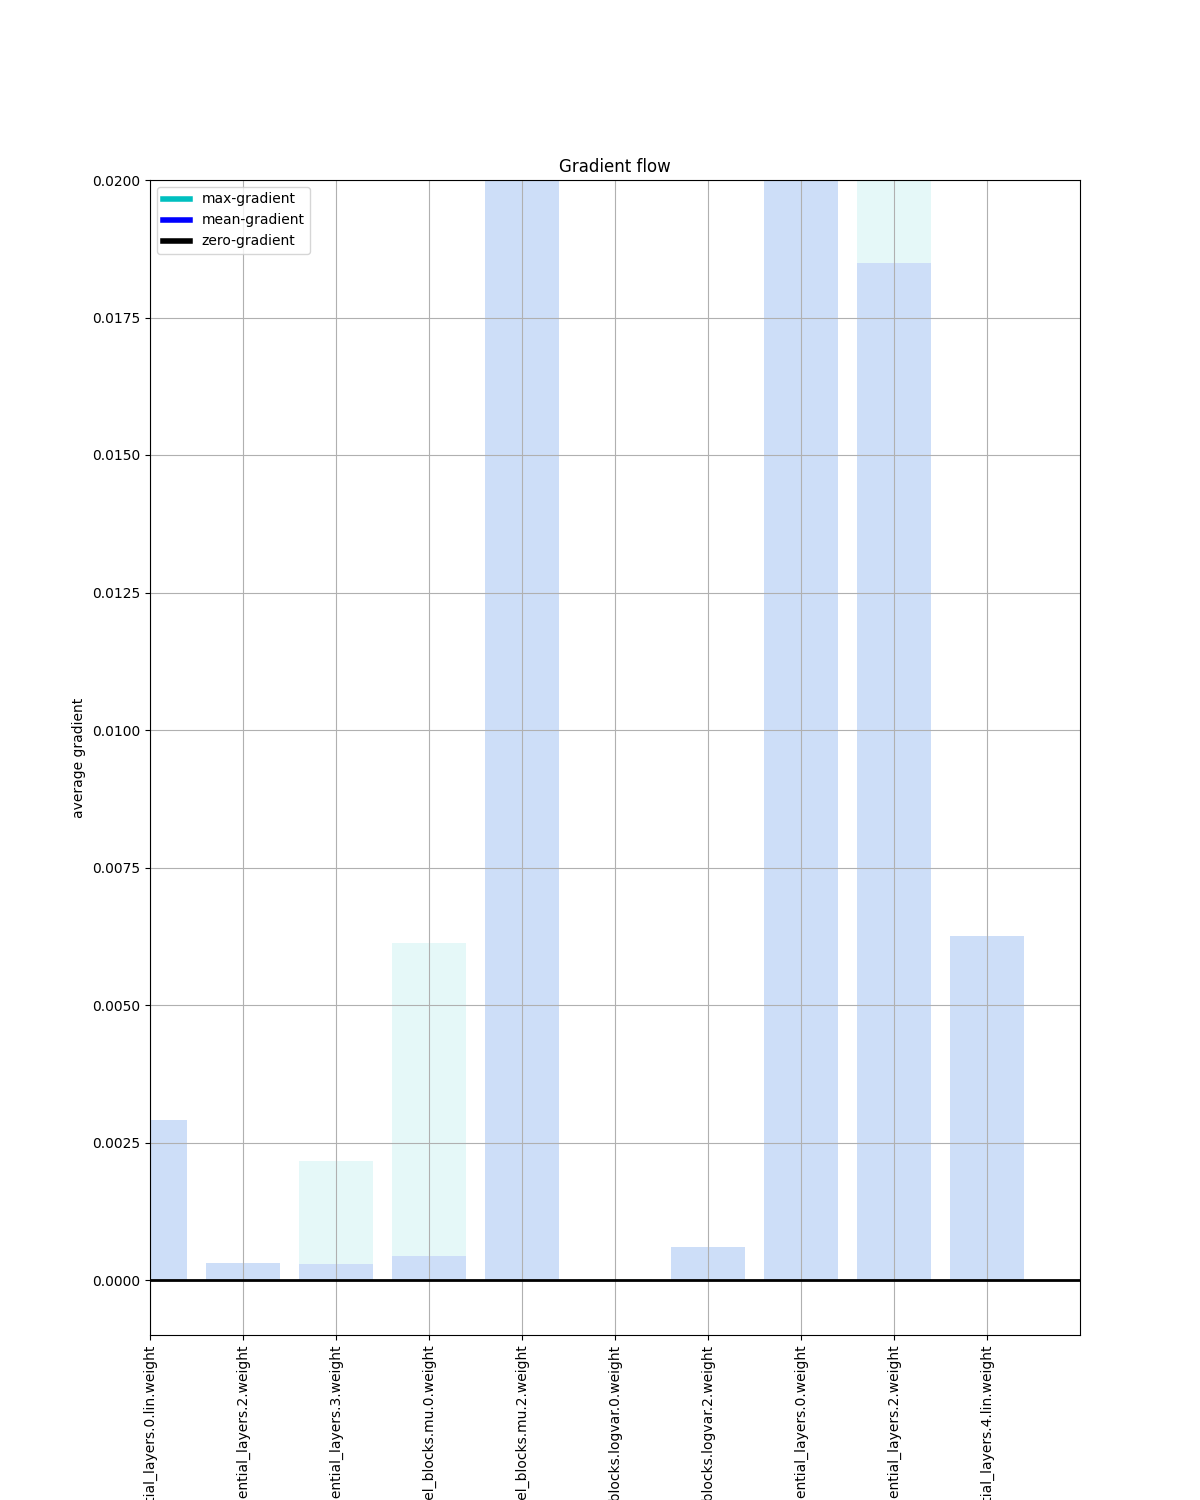 Gradient flow
max-gradient
mean-gradient
zero-gradient
average gradient
0.0200
0.0175
0.0150
0.0125
0.0100
0.0075
0.0050
0.0025
0.0000
tial_layers.0.lin.weight
ential_layers.2.weight
ential_layers.3.weight
el_blocks.mu.0.weight
el_blocks.mu.2.weight
blocks.logvar.0.weight
blocks.logvar.2.weight
ential_layers.0.weight
ential_layers.2.weight
tial_layers.4.lin.weight